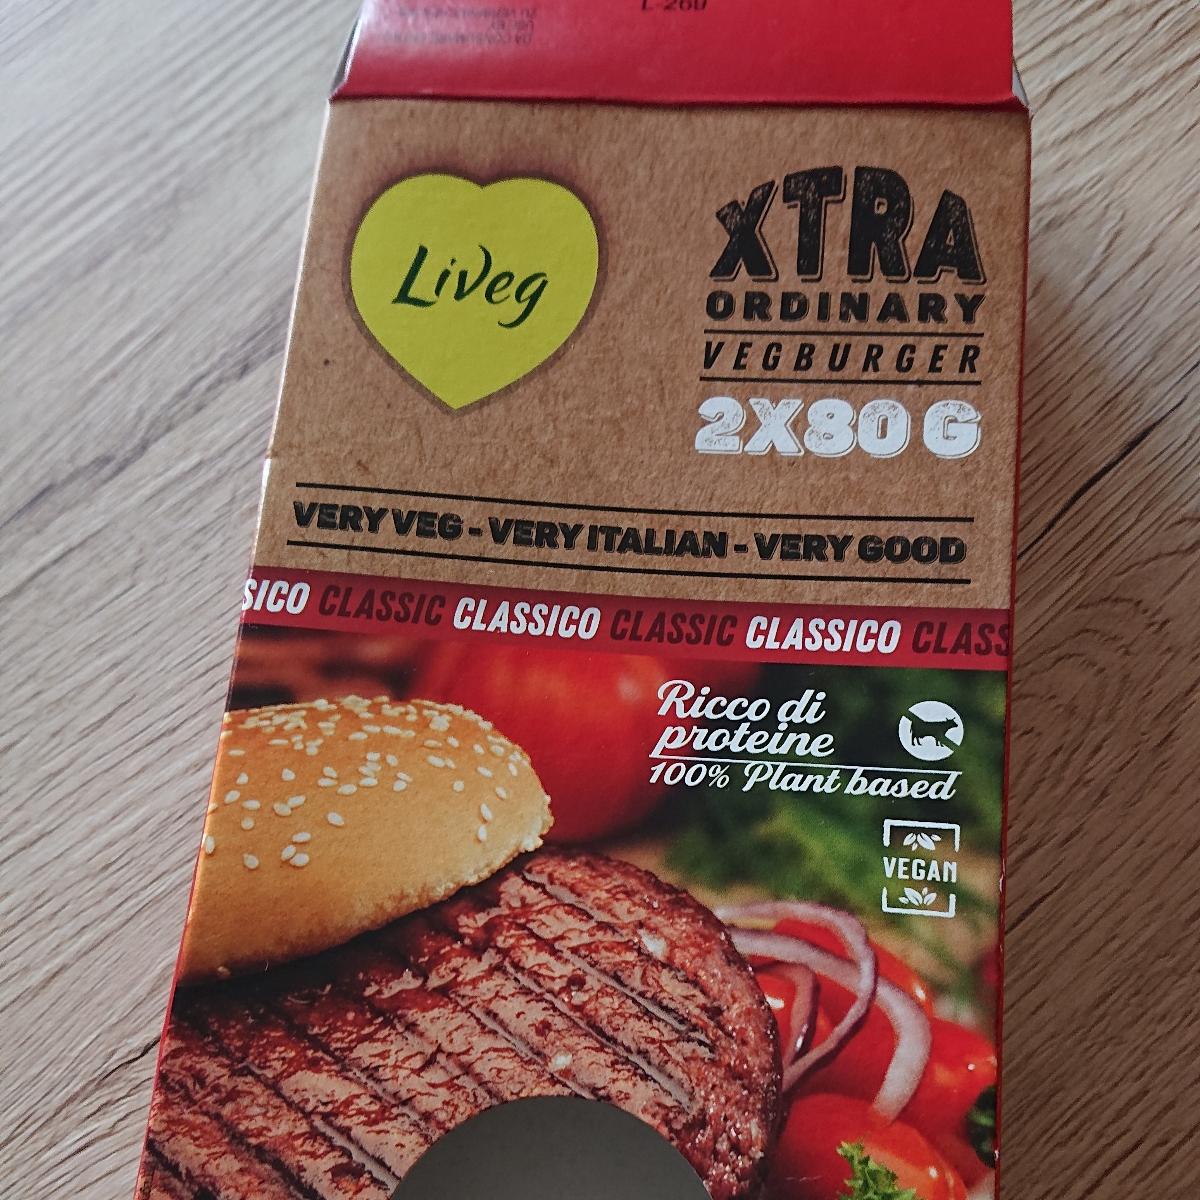 L-260
Liveg
XTRA
ORDINARY
VEGBURGER
2X80 G
VERY VEG - VERY ITALIAN - VERY GOOD
SICO CLASSIC CLASSICO CLASSIC CLASSICO CLASS
Ricco di
proteine
100% Plant based
VEGAN